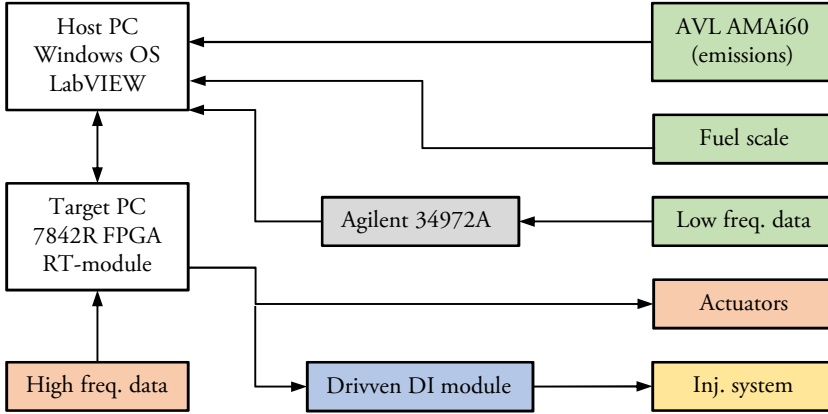 Host PC
Windows OS
LabVIEW
AVL AMAi60
(emissions)
Fuel scale
Target PC
7842R FPGA
RT-module
Agilent 34972A
Low freq. data
Actuators
High freq. data
Drivven DI module
Inj. system